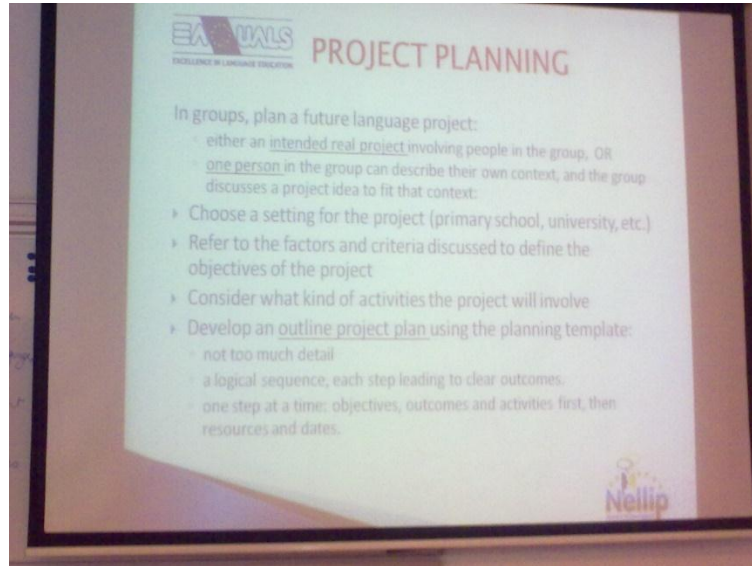 EAQUALS
EXCELLENCE IN LANGUAGE EDUCATION
PROJECT PLANNING
In groups, plan a future language project:
either an intended real project involving people in the group, OR
one person in the group can describe their own context, and the group
discusses a project idea to fit that context:
Choose a setting for the project (primary school, university, etc.)
Refer to the factors and criteria discussed to define the
objectives of the project
Consider what kind of activities the project will involve
Develop an outline project plan using the planning template:
not too much detail
a logical sequence, each step leading to clear outcomes.
one step at a time: objectives, outcomes and activities first, then
resources and dates.
Nellip